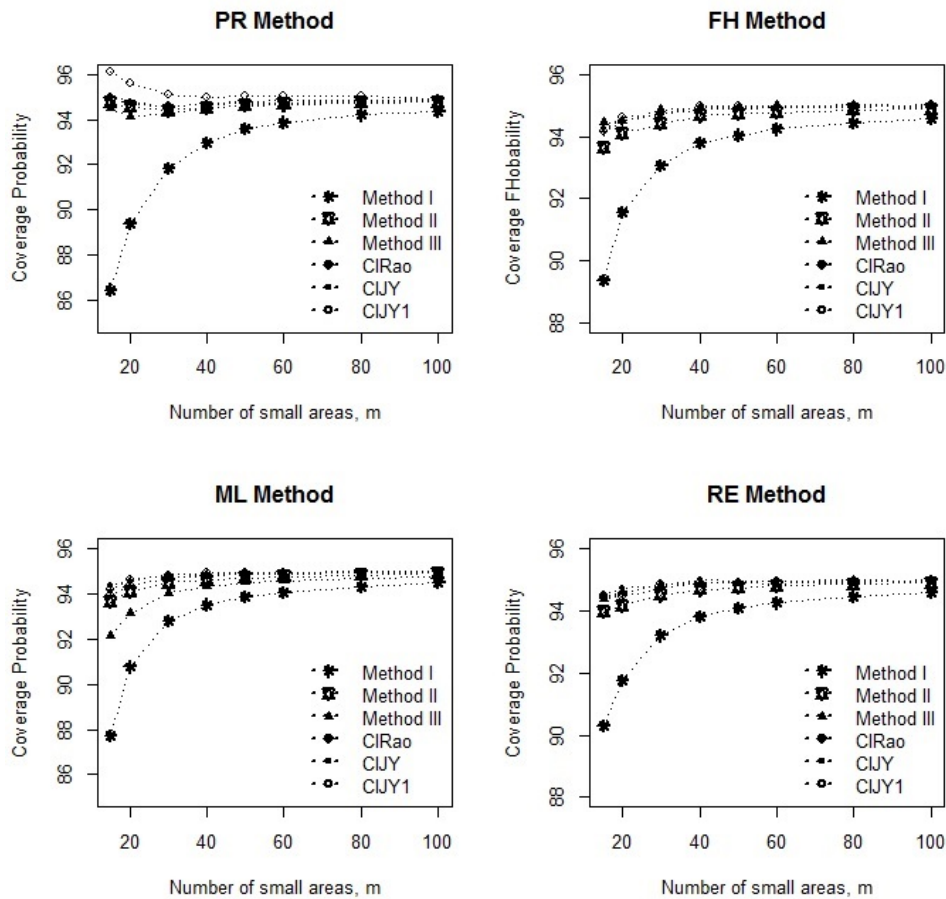 PR Method
Coverage Probability
96
94
92
90
88
86
Method I
Method II
Method III
CIRao
CIJY
CIJY1
20 40 60 80 100
Number of small areas, m
FH Method
Coverage FHobability
96
94
92
90
88
Method I
Method II
Method III
CIRao
CIJY
CIJY1
20 40 60 80 100
Number of small areas, m
ML Method
Coverage Probability
96
94
92
90
88
86
Method I
Method II
Method III
CIRao
CIJY
CIJY1
20 40 60 80 100
Number of small areas, m
RE Method
Coverage Probability
96
94
92
90
88
Method I
Method II
Method III
CIRao
CIJY
CIJY1
20 40 60 80 100
Number of small areas, m